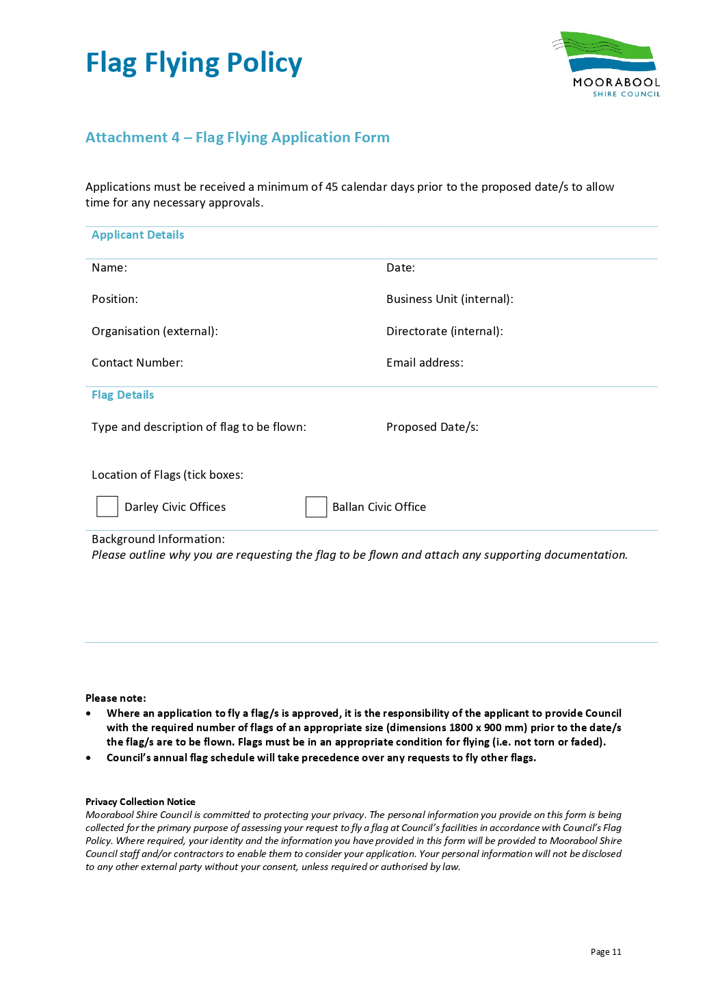 Flag Flying Policy
MOORABOOL
SHIRE COUNCIL
Attachment 4 – Flag Flying Application Form
Applications must be received a minimum of 45 calendar days prior to the proposed date/s to allow
time for any necessary approvals.
Applicant Details
Name: Date:
Position: Business Unit (internal):
Organisation (external): Directorate (internal):
Contact Number: Email address:
Flag Details
Type and description of flag to be flown: Proposed Date/s:
Location of Flags (tick boxes:
Darley Civic Offices Ballan Civic Office
Background Information:
Please outline why you are requesting the flag to be flown and attach any supporting documentation.
Please note:
• Where an application to fly a flag/s is approved, it is the responsibility of the applicant to provide Council
with the required number of flags of an appropriate size (dimensions 1800 x 900 mm) prior to the date/s
the flag/s are to be flown. Flags must be in an appropriate condition for flying (i.e. not torn or faded).
• Council’s annual flag schedule will take precedence over any requests to fly other flags.
Privacy Collection Notice
Moorabool Shire Council is committed to protecting your privacy. The personal information you provide on this form is being
collected for the primary purpose of assessing your request to fly a flag at Council’s facilities in accordance with Council’s Flag
Policy. Where required, your identity and the information you have provided in this form will be provided to Moorabool Shire
Council staff and/or contractors to enable them to consider your application. Your personal information will not be disclosed
to any other external party without your consent, unless required or authorised by law.
Page 11